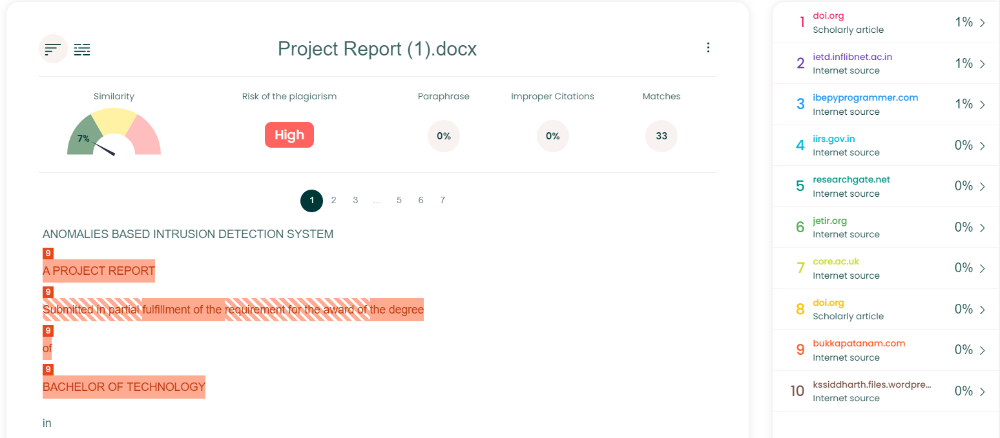 Project Report (1).docx
Similarity
7%
Risk of the plagiarism
High
Paraphrase
0%
Improper Citations
0%
Matches
33
1 2 3 ... 5 6 7
ANOMALIES BASED INTRUSION DETECTION SYSTEM
9
A PROJECT REPORT
9
Submitted in partial fulfillment of the requirement for the award of the degree
9
of
9
BACHELOR OF TECHNOLOGY
in
1 doi.org 1%
Scholarly article
2 ietd.inflibnet.ac.in 1%
Internet source
3 ibepyprogrammer.com 1%
Internet source
4 iirs.gov.in 0%
Internet source
5 researchgate.net 0%
Internet source
6 jetir.org 0%
Internet source
7 core.ac.uk 0%
Internet source
8 doi.org 0%
Scholarly article
9 bukkapatanam.com 0%
Internet source
10 kssiddharth.files.wordpre... 0%
Internet source